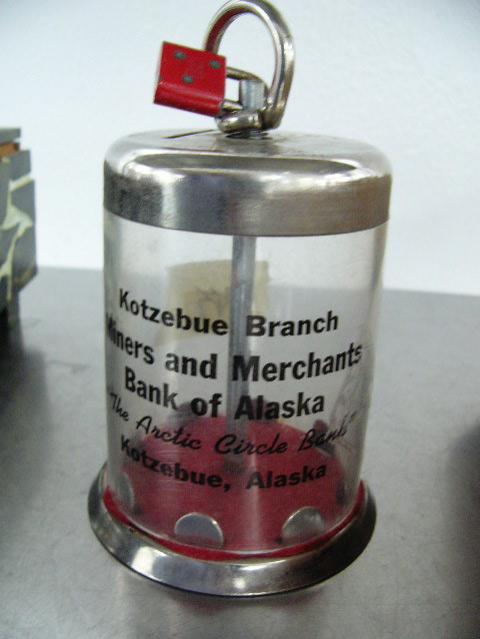 Kotzebue Branch
Miners and Merchants
Bank of Alaska
"The Arctic Circle Bank"
Kotzebue, Alaska